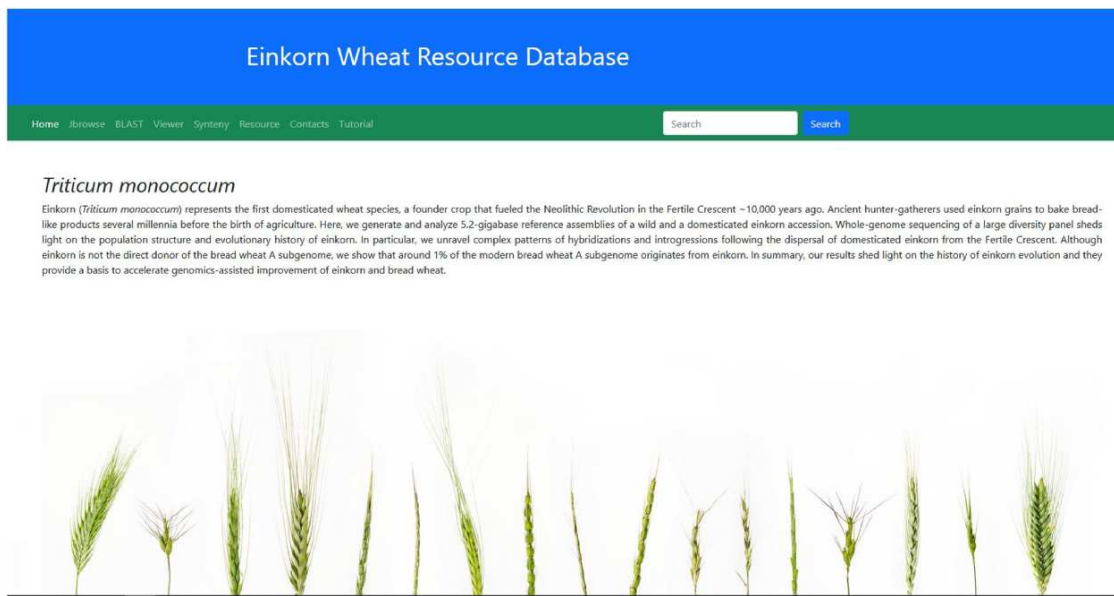 Einkorn Wheat Resource Database
Home Jbrowse BLAST Viewer Synteny Resource Contacts Tutorial Search Search
Triticum monococcum
Einkorn (Triticum monococcum) represents the first domesticated wheat species, a founder crop that fueled the Neolithic Revolution in the Fertile Crescent ~10,000 years ago. Ancient hunter-gatherers used einkorn grains to bake bread-
like products several millennia before the birth of agriculture. Here, we generate and analyze 5.2-gigabase reference assemblies of a wild and a domesticated einkorn accession. Whole-genome sequencing of a large diversity panel sheds
light on the population structure and evolutionary history of einkorn. In particular, we unravel complex patterns of hybridizations and introgressions following the dispersal of domesticated einkorn from the Fertile Crescent. Although
einkorn is not the direct donor of the bread wheat A subgenome, we show that around 1% of the modern bread wheat A subgenome originates from einkorn. In summary, our results shed light on the history of einkorn evolution and they
provide a basis to accelerate genomics-assisted improvement of einkorn and bread wheat.